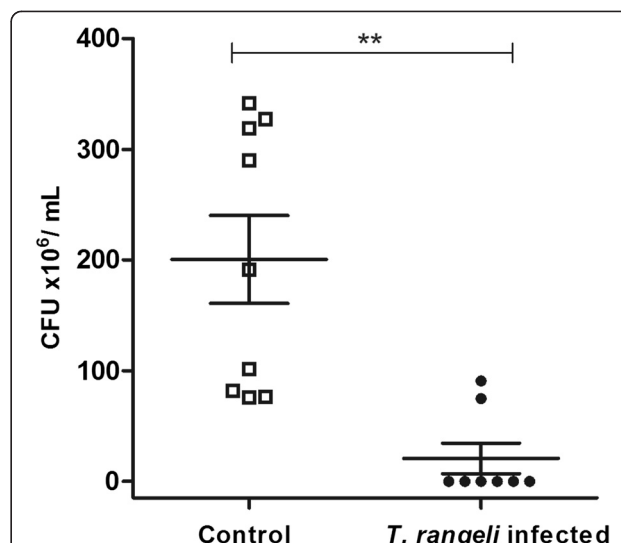 CFU x10⁶/ mL
400
300
200
100
0
**
Control
T. rangeli infected